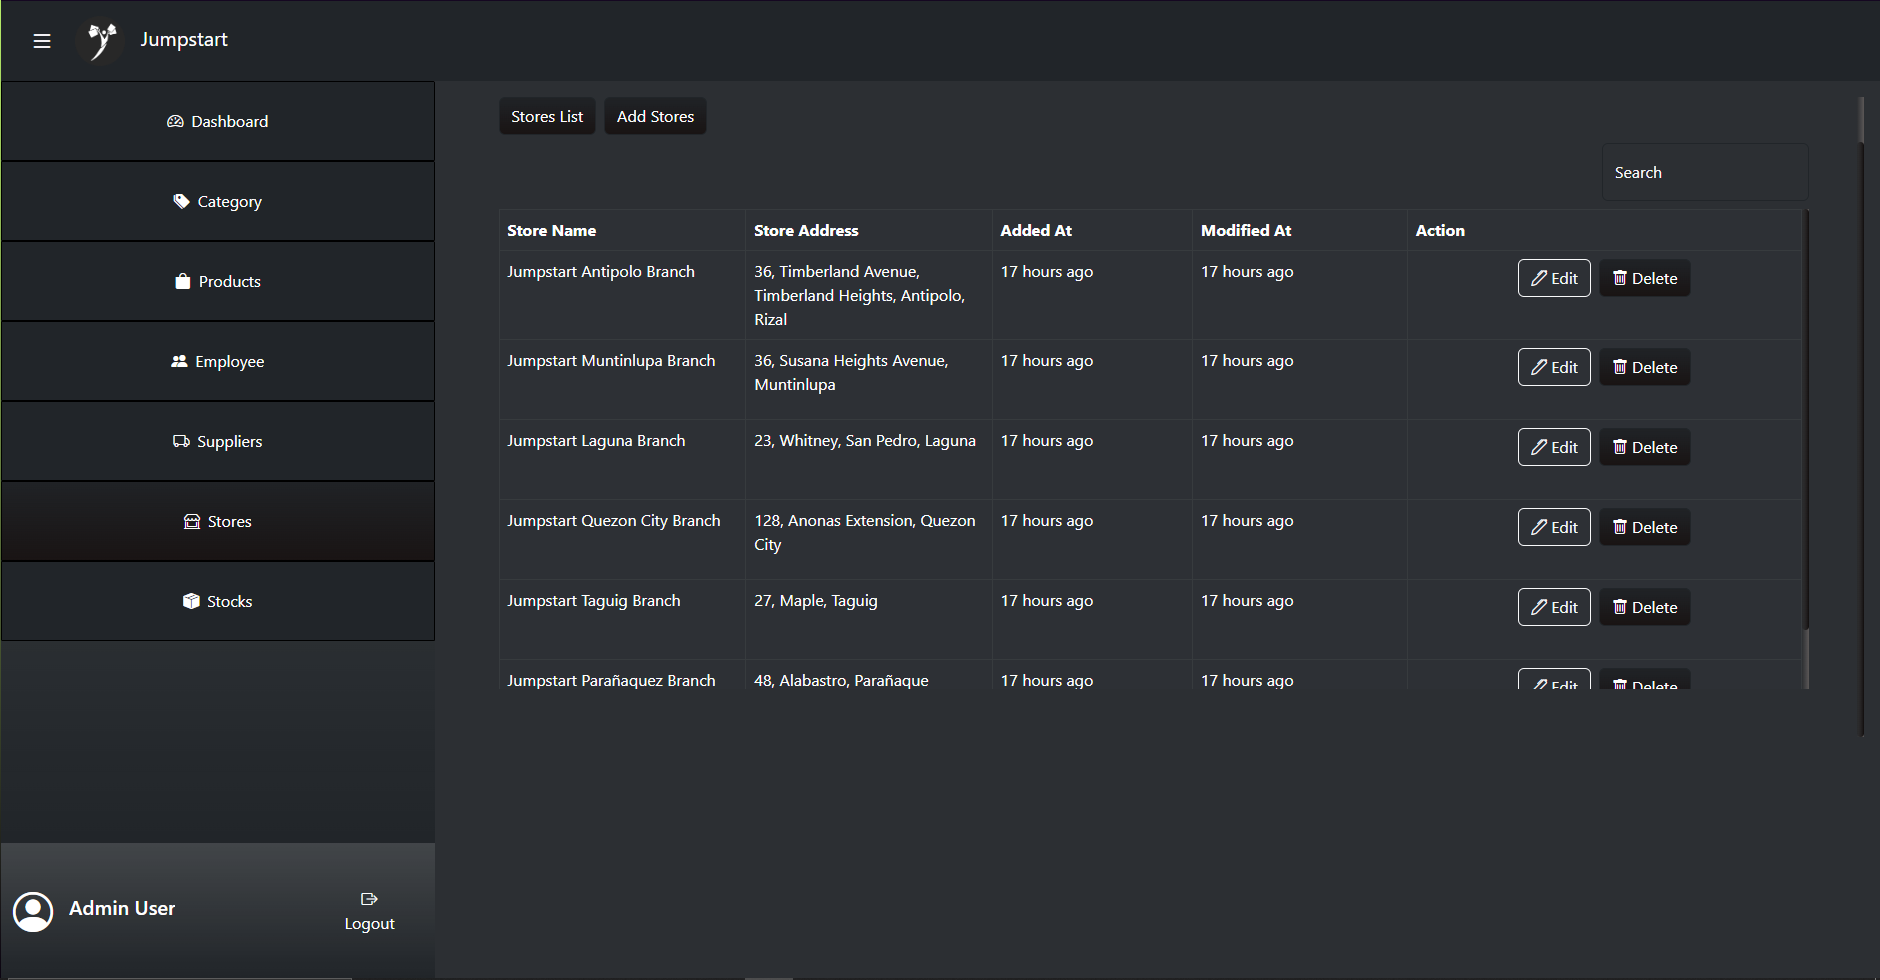 Jumpstart
Dashboard
Category
Products
Employee
Suppliers
Stores
Stocks
Admin User
Logout
Stores List Add Stores
Search
Store Name Store Address Added At Modified At Action
Jumpstart Antipolo Branch 36, Timberland Avenue, 17 hours ago 17 hours ago Edit Delete
Timberland Heights, Antipolo,
Rizal
Jumpstart Muntinlupa Branch 36, Susana Heights Avenue, 17 hours ago 17 hours ago Edit Delete
Muntinlupa
Jumpstart Laguna Branch 23, Whitney, San Pedro, Laguna 17 hours ago 17 hours ago Edit Delete
Jumpstart Quezon City Branch 128, Anonas Extension, Quezon 17 hours ago 17 hours ago Edit Delete
City
Jumpstart Taguig Branch 27, Maple, Taguig 17 hours ago 17 hours ago Edit Delete
Jumpstart Parañaquez Branch 48, Alabastro, Parañaque 17 hours ago 17 hours ago Edit Delete